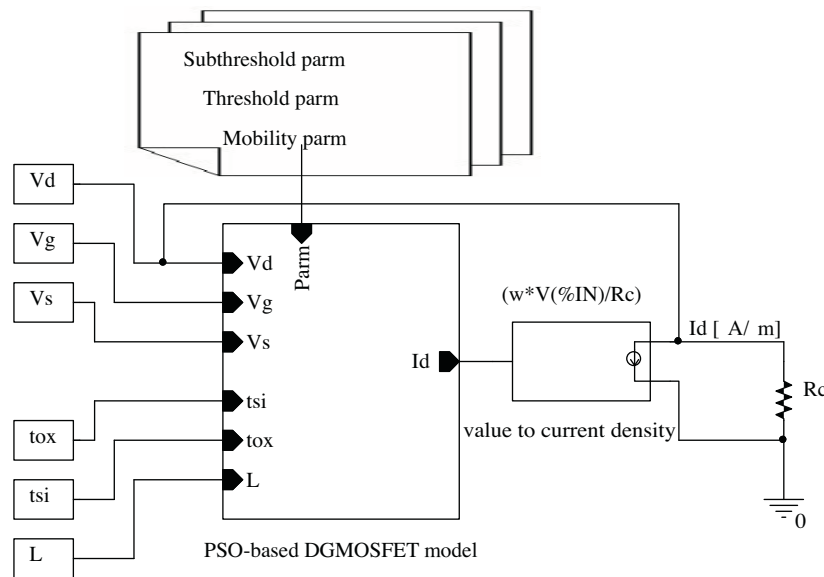 Subthreshold parm
Threshold parm
Mobility parm
Vd
Vg
Vs
tox
tsi
L
Parm
Vd
Vg
Vs
tsi
tox
L
Id
(w*V(%IN)/Rc)
value to current density
Id [ A/ m]
Rc
0
PSO-based DGMOSFET model